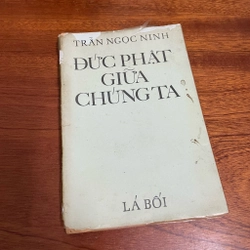 TRẦN NGỌC NINH
ĐỨC PHẬT
GIỮA
CHÚNG TA
LÁ BỐI